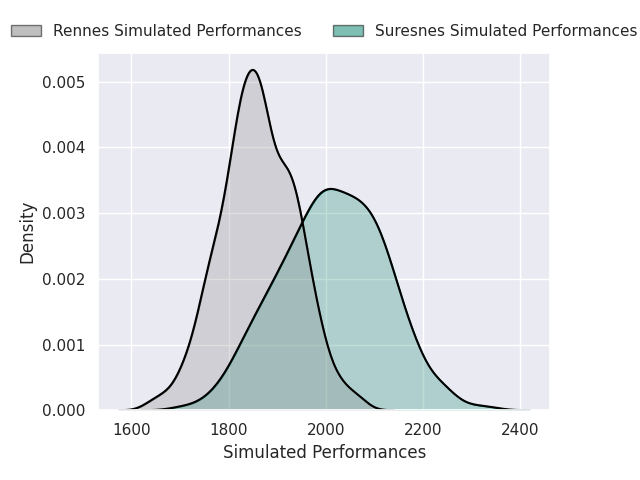 Rennes Simulated Performances
Suresnes Simulated Performances
0.005
0.004
0.003
0.002
0.001
0.000
Density
1600 1800 2000 2200 2400
Simulated Performances